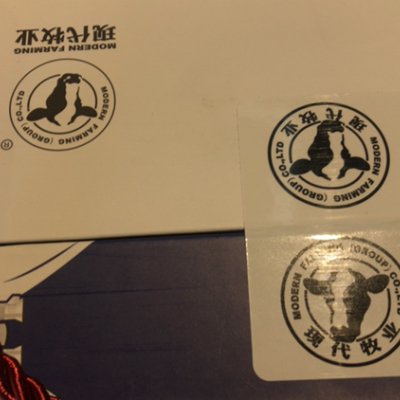 现代牧业
MODERN FARMING
MODERN FARMING (GROUP) CO.,LTD
®
MODERN FARMING (GROUP) CO.,LTD
现代牧业
MODERN FARMING (GROUP) CO.,LTD
现代牧业